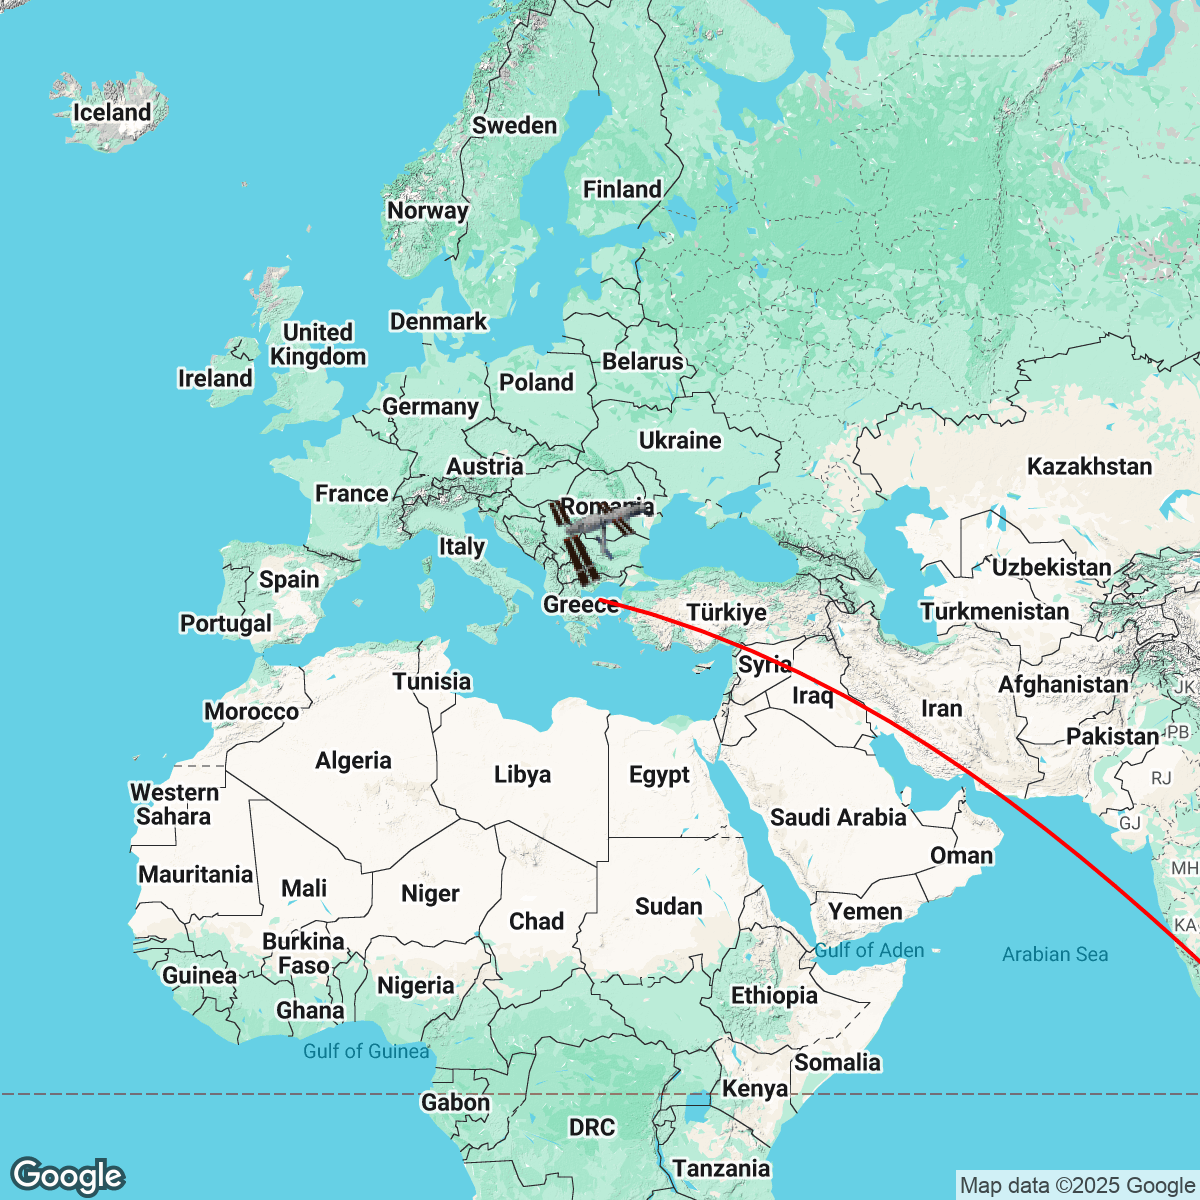 Iceland
Sweden
Finland
Norway
Denmark
United
Kingdom
Belarus
Ireland
Poland
Germany
Ukraine
Austria
Kazakhstan
France
Romania
Italy
Uzbekistan
Spain
Greece
Türkiye
Turkmenistan
Portugal
Syria
Tunisia
Afghanistan
JK
Iraq
Iran
Morocco
Pakistan
PB
Algeria
Libya
Egypt
RJ
Western
Sahara
Saudi Arabia
GJ
Oman
Mauritania
MH
Mali
Niger
Sudan
Yemen
Chad
KA
Burkina
Faso
Gulf of Aden
Arabian Sea
Guinea
Nigeria
Ethiopia
Ghana
Gulf of Guinea
Somalia
Kenya
Gabon
DRC
Tanzania
Google
Map data ©2025 Google